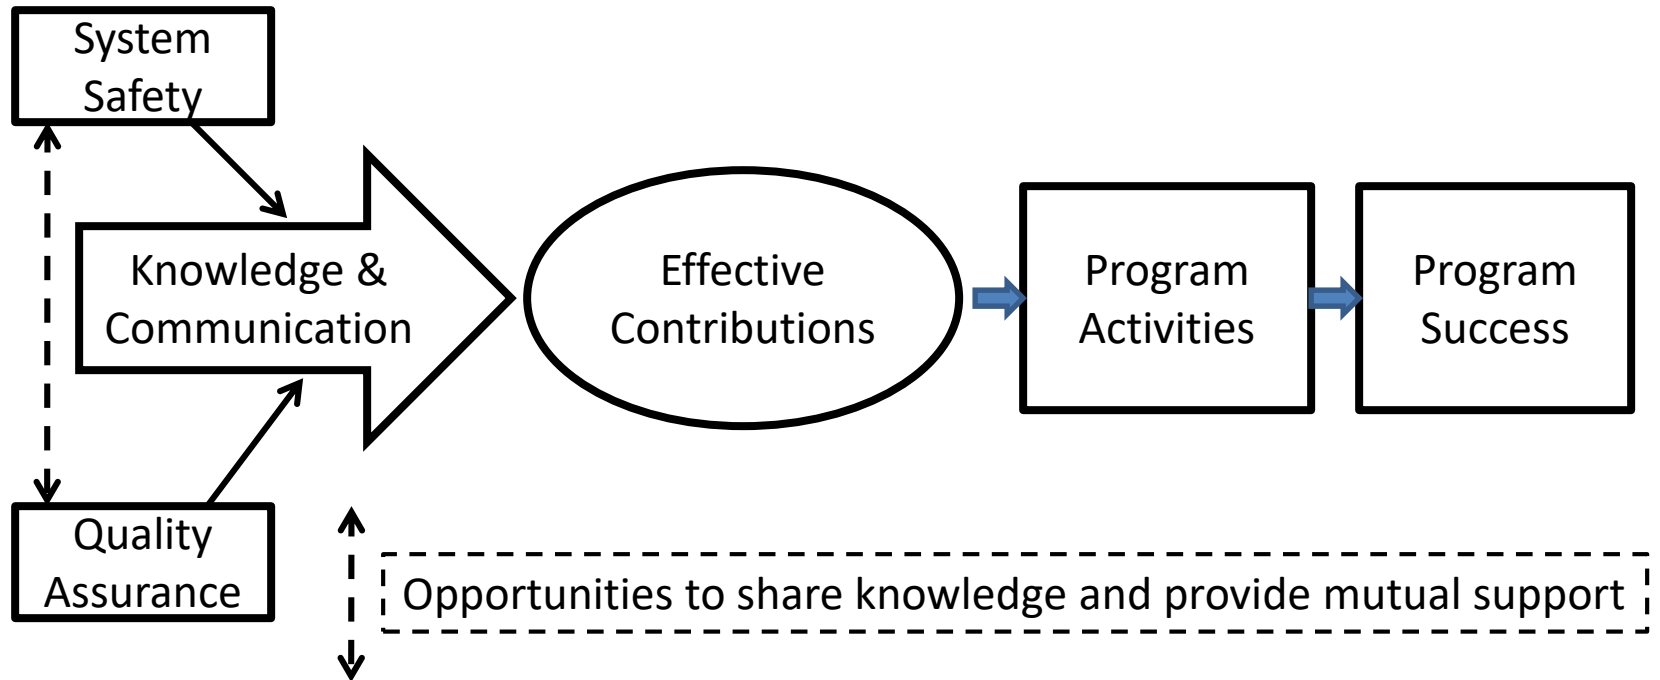 System
Safety
Knowledge &
Communication
Effective
Contributions
Program
Activities
Program
Success
Quality
Assurance
Opportunities to share knowledge and provide mutual support